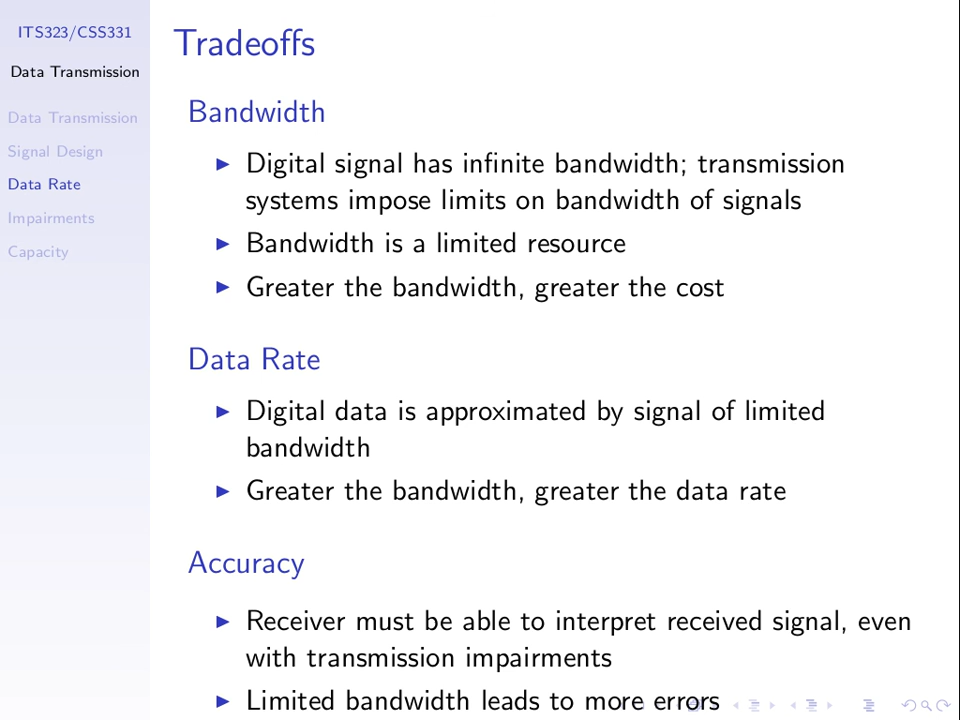 ITS323/CSS331
Data Transmission
Data Transmission
Signal Design
Data Rate
Impairments
Capacity
Tradeoffs
Bandwidth
Digital signal has infinite bandwidth; transmission
systems impose limits on bandwidth of signals
Bandwidth is a limited resource
Greater the bandwidth, greater the cost
Data Rate
Digital data is approximated by signal of limited
bandwidth
Greater the bandwidth, greater the data rate
Accuracy
Receiver must be able to interpret received signal, even
with transmission impairments
Limited bandwidth leads to more errors